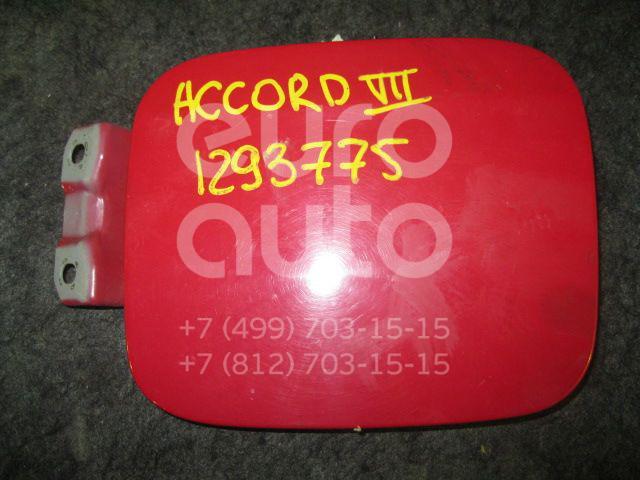 ACCORD VII
euro
1293775
auto
+7 (499) 703-15-15
+7 (812) 703-15-15